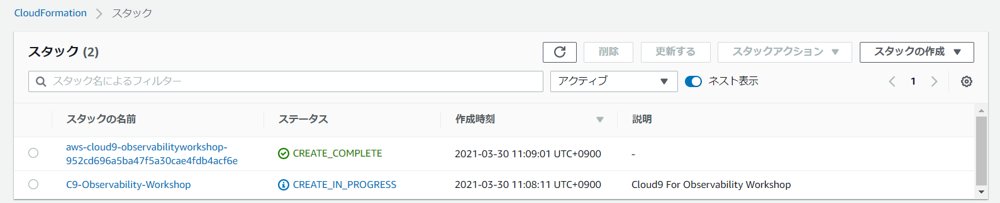 CloudFormation > スタック
スタック (2)
削除 更新する スタックアクション スタックの作成
スタック名によるフィルター アクティブ ネスト表示 1
スタックの名前 ステータス 作成時刻 説明
aws-cloud9-observabilityworkshop-
952cd696a5ba47f5a30cae4fdb4acf6e CREATE_COMPLETE 2021-03-30 11:09:01 UTC+0900 -
C9-Observability-Workshop CREATE_IN_PROGRESS 2021-03-30 11:08:11 UTC+0900 Cloud9 For Observability Workshop